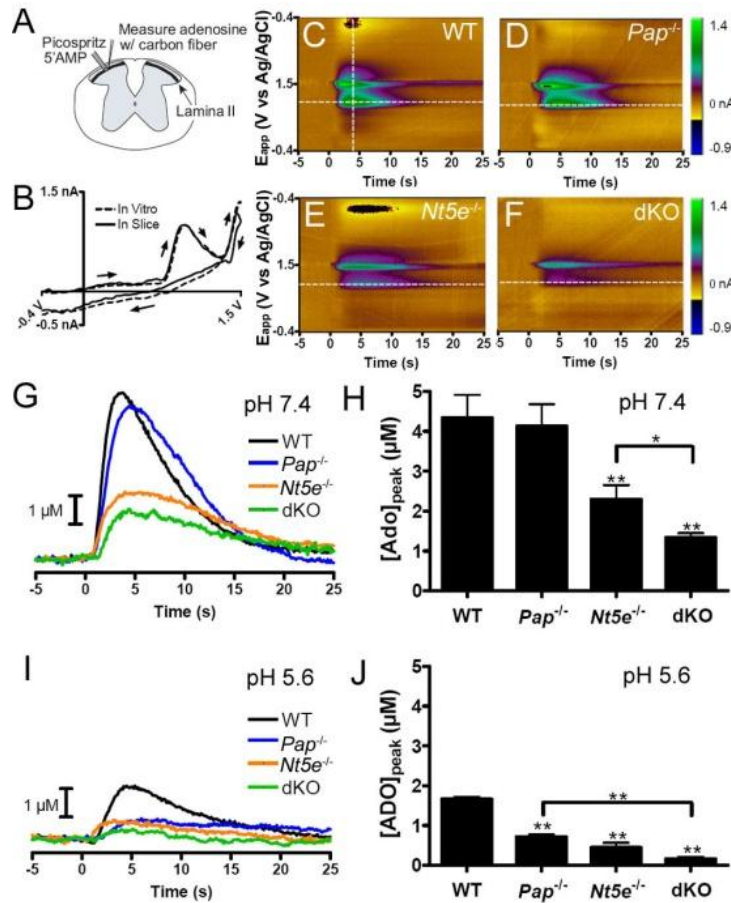 A
Picospritz
5'AMP
Measure adenosine
w/ carbon fiber
Lamina II
B
1.5 nA
In Vitro
In Slice
-0.4 V
-0.5 nA
1.5 V
C
WT
E app (V vs Ag/AgCl)
-0.4
1.5
-0.4
0 5 10 15 20 25
Time (s)
D
Pap-/-
0 5 10 15 20 25
Time (s)
1.4
0 nA
-0.9
E
Nt5e-/-
E app (V vs Ag/AgCl)
-0.4
1.5
-0.4
0 5 10 15 20 25
Time (s)
F
dKO
0 5 10 15 20 25
Time (s)
1.4
0 nA
-0.9
G
pH 7.4
WT
Pap-/-
Nt5e-/-
dKO
1 µM
-5 0 5 10 15 20 25
Time (s)
H
pH 7.4
[Ado]peak (µM)
5
4
3
2
1
0
*
**
**
WT Pap-/- Nt5e-/- dKO
I
pH 5.6
WT
Pap-/-
Nt5e-/-
dKO
1 µM
-5 0 5 10 15 20 25
Time (s)
J
pH 5.6
[ADO]peak (µM)
5
4
3
2
1
0
**
**
**
**
WT Pap-/- Nt5e-/- dKO